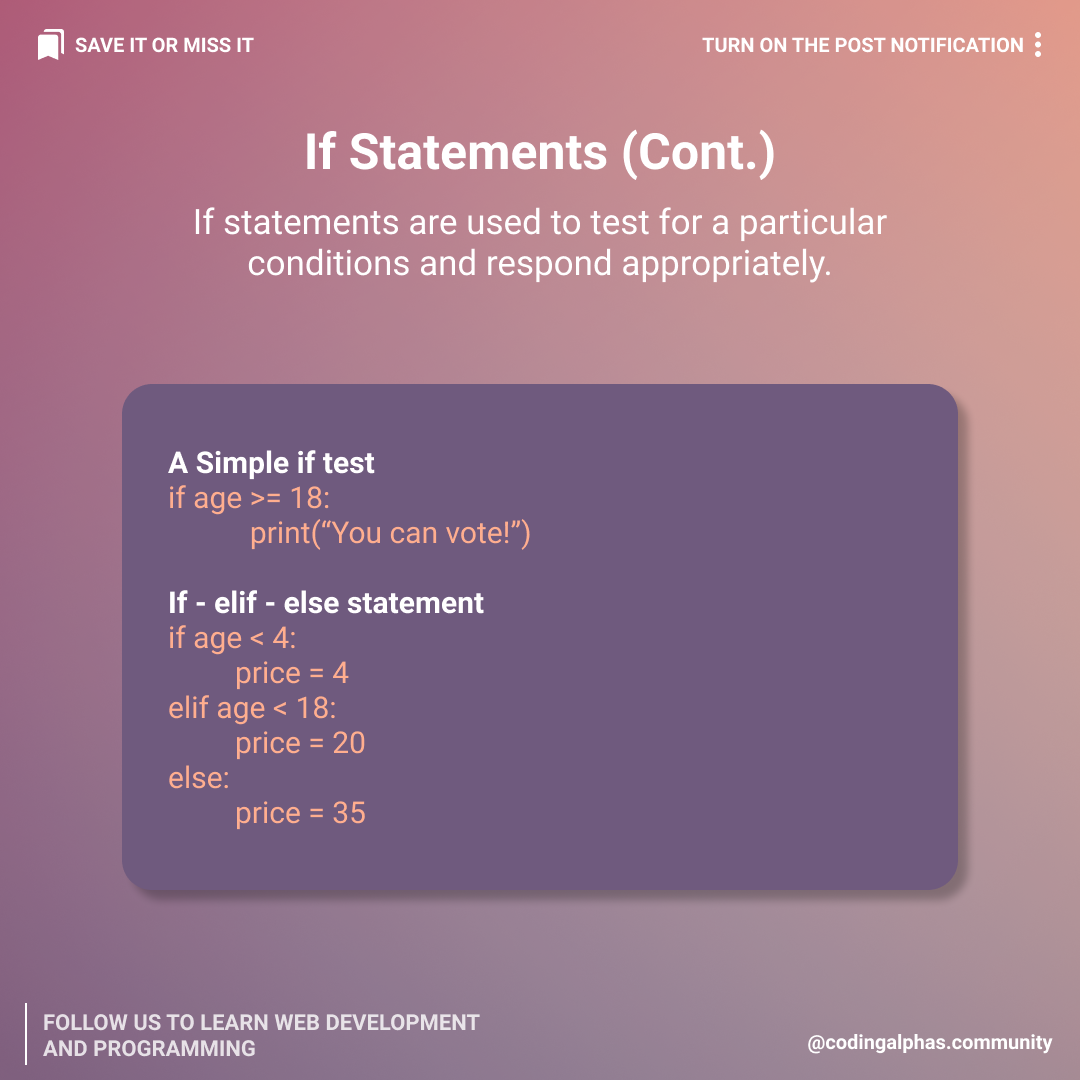 SAVE IT OR MISS IT
TURN ON THE POST NOTIFICATION
If Statements (Cont.)
If statements are used to test for a particular
conditions and respond appropriately.
A Simple if test
if age >= 18:
print(“You can vote!”)
If - elif - else statement
if age < 4:
price = 4
elif age < 18:
price = 20
else:
price = 35
FOLLOW US TO LEARN WEB DEVELOPMENT
AND PROGRAMMING
@codingalphas.community